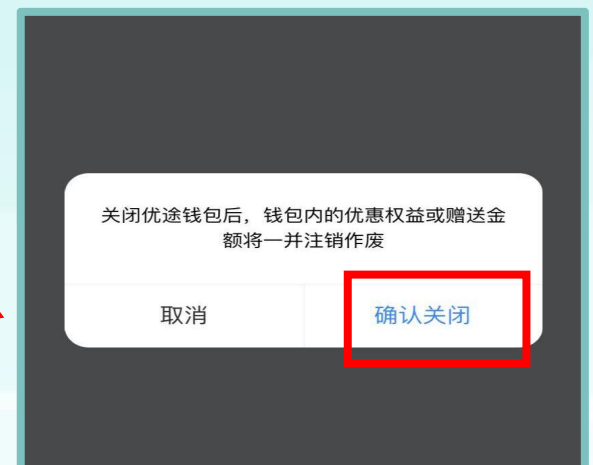 关闭优途钱包后，钱包内的优惠权益或赠送金
额将一并注销作废
取消
确认关闭